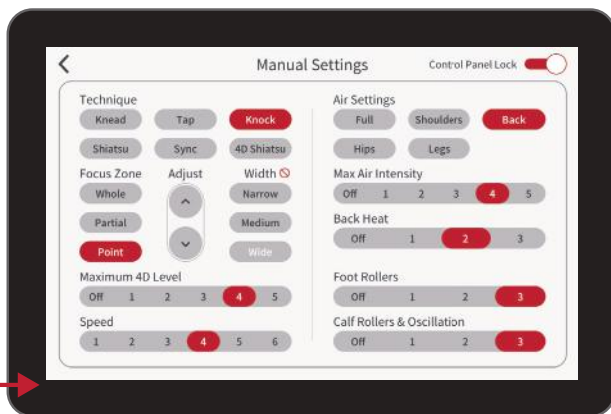 Manual Settings
Control Panel Lock
Technique
Knead Tap Knock
Shiatsu Sync 4D Shiatsu
Focus Zone Adjust Width
Whole Narrow
Partial Medium
Point Wide
Maximum 4D Level
Off 1 2 3 4 5
Speed
1 2 3 4 5 6
Air Settings
Full Shoulders Back
Hips Legs
Max Air Intensity
Off 1 2 3 4 5
Back Heat
Off 1 2 3
Foot Rollers
Off 1 2 3
Calf Rollers & Oscillation
Off 1 2 3